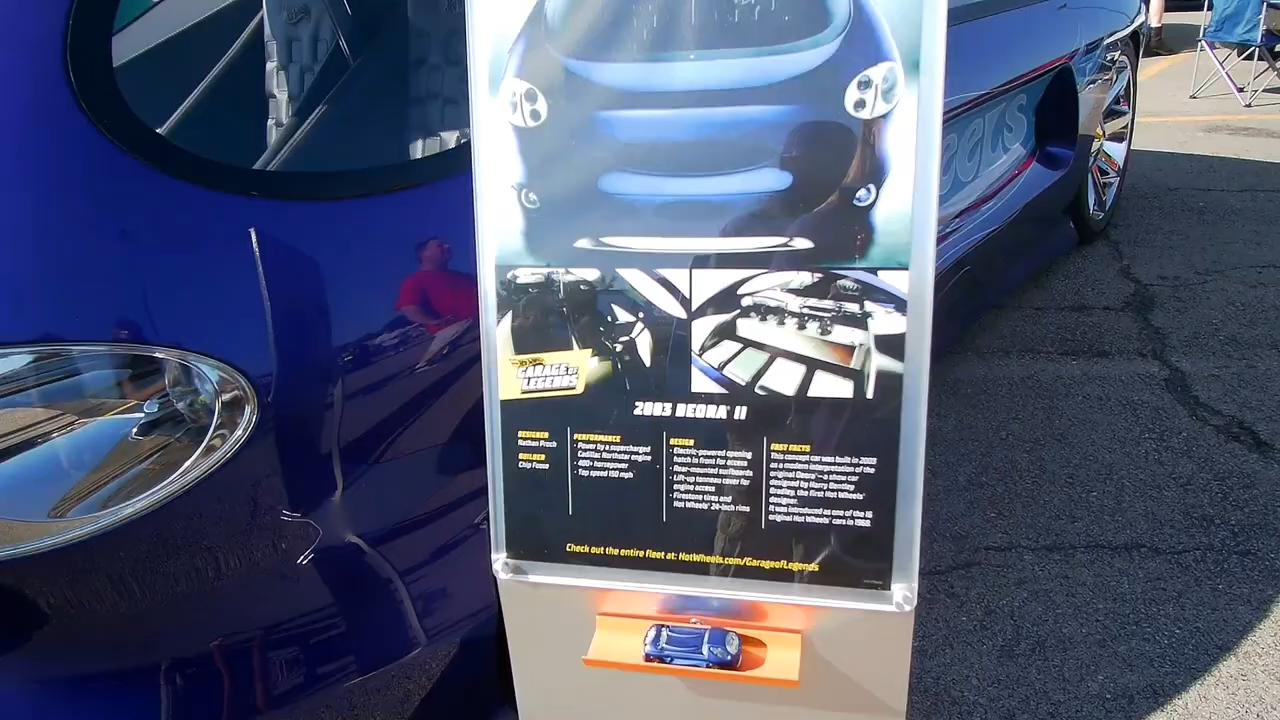 eels
HOT WHEELS
GARAGE OF
LEGENDS
2003 DEORA II
DESIGNER
Nathan Proch
BUILDER
Chip Foose
PERFORMANCE
• Power by a supercharged
Cadillac Northstar engine
• 400+ horsepower
• Top speed 150 mph
DESIGN
• Electric-powered opening
hatch in front for access
• Rear-mounted surfboards
• Lift-up tonneau cover for
engine access
• Firestone tires and
Hot Wheels® 24-inch rims
FAST FACTS
This concept car was built in 2003
as a modern interpretation of the
original Deora™—a show car
designed by Harry Bentley
Bradley, the first Hot Wheels®
designer.
It was introduced as one of the 16
original Hot Wheels® cars in 1968.
Check out the entire fleet at: HotWheels.com/GarageofLegends